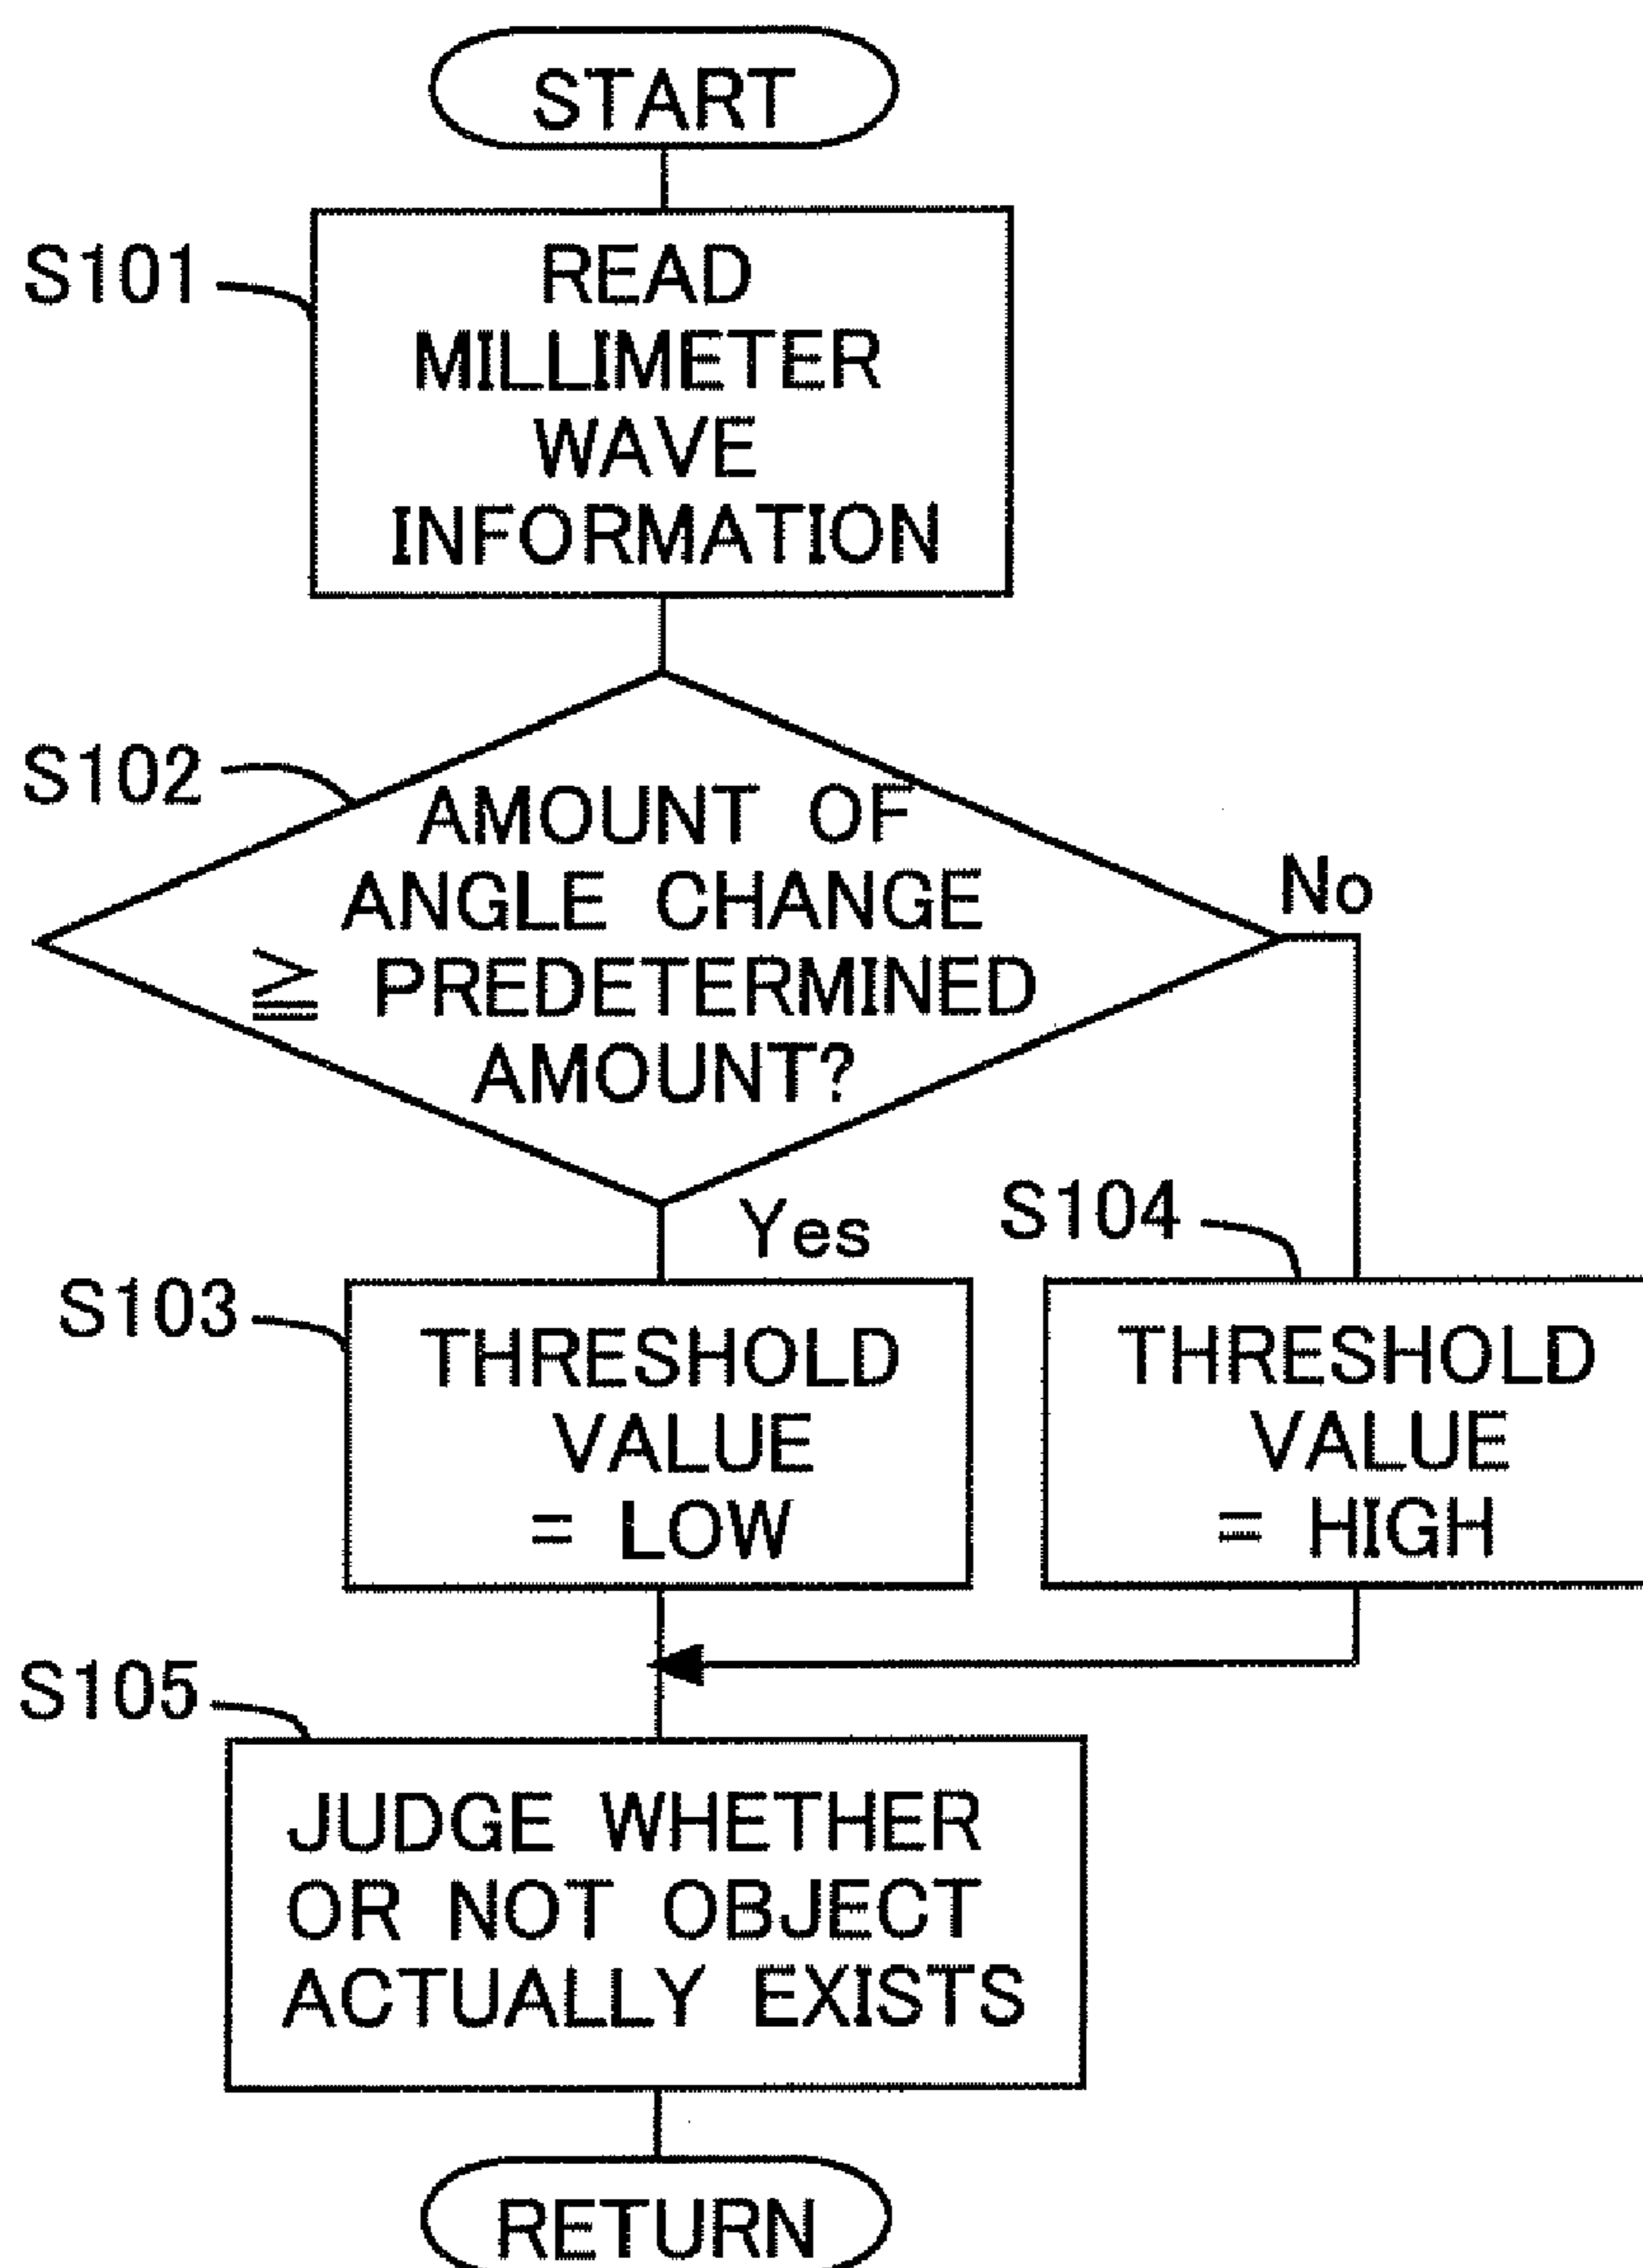 START
S101
READ
MILLIMETER
WAVE
INFORMATION
S102
AMOUNT OF
ANGLE CHANGE
≧ PREDETERMINED
AMOUNT?
No
Yes
S103
THRESHOLD
VALUE
= LOW
S104
THRESHOLD
VALUE
= HIGH
S105
JUDGE WHETHER
OR NOT OBJECT
ACTUALLY EXISTS
RETURN